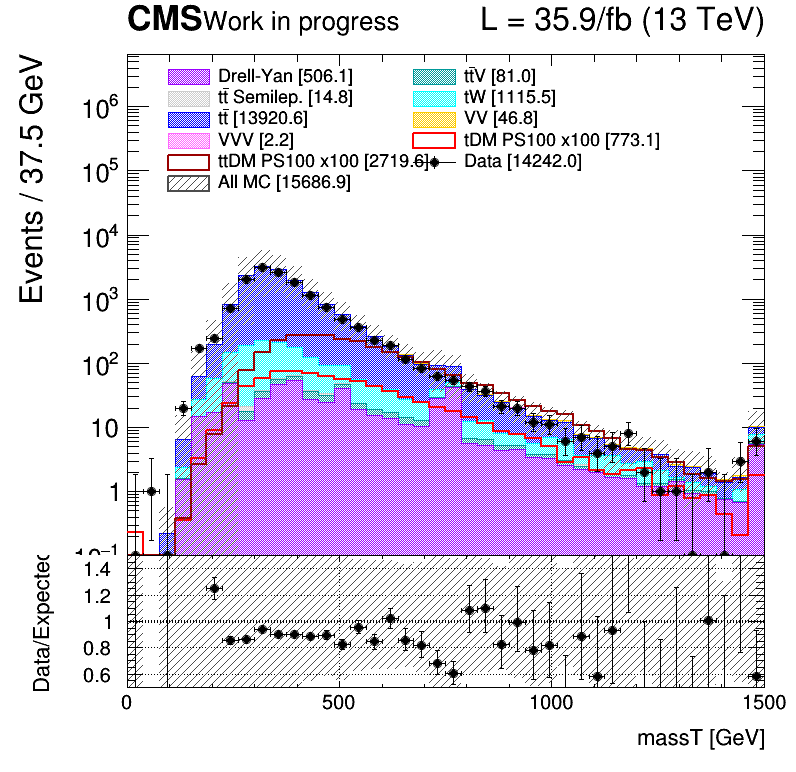 CMS Work in progress L = 35.9/fb (13 TeV)
Events / 37.5 GeV
Drell-Yan [506.1] tt̄V [81.0]
tt̄ Semilep. [14.8] tW [1115.5]
tt̄ [13920.6] VV [46.8]
VVV [2.2] tDM PS100 x100 [773.1]
ttDM PS100 x100 [2719.6] Data [14242.0]
All MC [15686.9]
10⁶
10⁵
10⁴
10³
10²
10
1
10⁻¹
Data/Expected
1.4
1.2
1
0.8
0.6
0 500 1000 1500
massT [GeV]